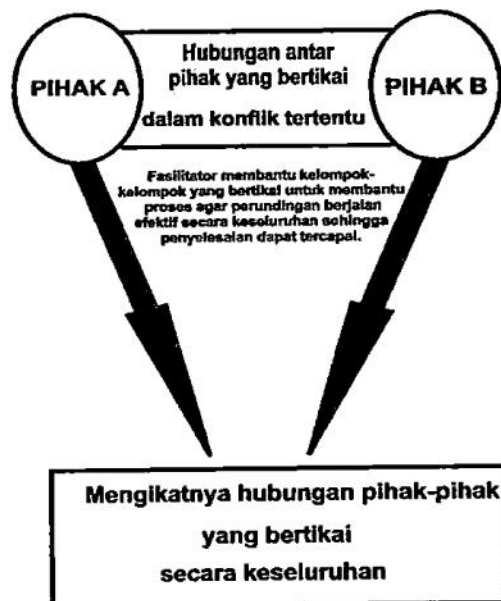 PIHAK A
Hubungan antar
pihak yang bertikai
dalam konflik tertentu
PIHAK B
Fasilitator membantu kelompok-
kelompok yang bertikai untuk membantu
proses agar perundingan berjalan
efektif secara keseluruhan sehingga
penyelesaian dapat tercapai.
Mengikatnya hubungan pihak-pihak
yang bertikai
secara keseluruhan